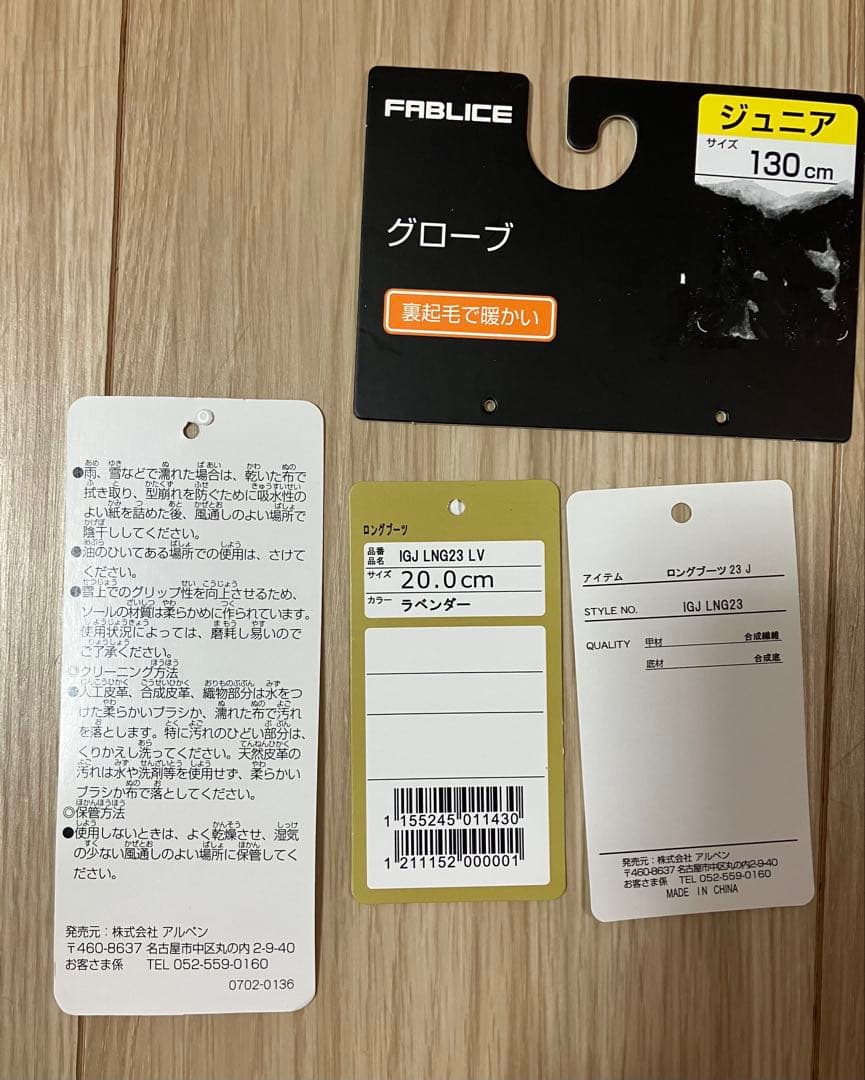 FABLICE
ジュニア
サイズ
130cm
グローブ
裏起毛で暖かい
●雨、雪などで濡れた場合は、乾いた布で
拭き取り、型崩れを防ぐために吸水性の
よい紙を詰めた後、風通しのよい場所で
陰干ししてください。
●油のひいてある場所での使用は、さけて
ください。
●雪上でのグリップ性を向上させるため、
ソールの材質は柔らかめに作られています。
使用状況によっては、磨耗し易いので
ご了承ください。
◎クリーニング方法
●人工皮革、合成皮革、織物部分は水をつ
けた柔らかいブラシか、濡れた布で汚れ
を落とします。特に汚れのひどい部分は、
くりかえし洗ってください。天然皮革の
汚れは水や洗剤等を使用せず、柔らかい
ブラシか布で落としてください。
◎保管方法
●使用しないときは、よく乾燥させ、湿気
の少ない風通しのよい場所に保管してく
ださい。
発売元：株式会社 アルペン
〒460-8637 名古屋市中区丸の内 2-9-40
お客さま係 TEL 052-559-0160
0702-0136
ロングブーツ
品番
品名
IGJ LNG23 LV
サイズ
20.0cm
カラー
ラベンダー
1 155245 011430
1 211152 000001
アイテム ロングブーツ 23 J
STYLE NO. IGJ LNG23
QUALITY 甲材 合成繊維
底材 合成底
発売元：株式会社 アルペン
〒460-8637 名古屋市中区丸の内2-9-40
お客さま係 TEL 052-559-0160
MADE IN CHINA